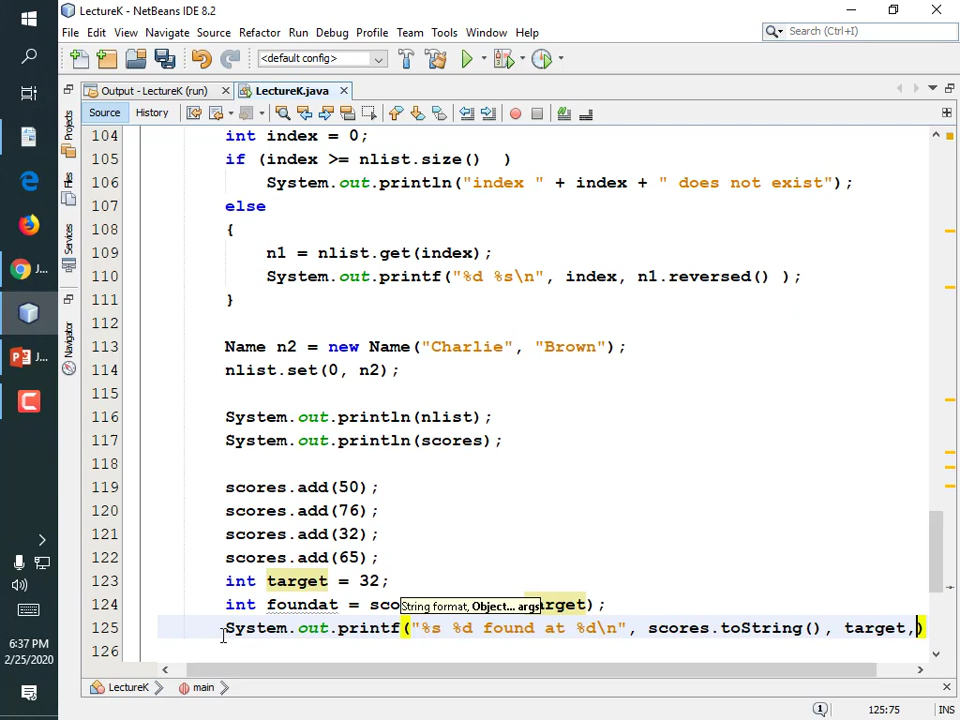 LectureK - NetBeans IDE 8.2
File Edit View Navigate Source Refactor Run Debug Profile Team Tools Window Help
Search (Ctrl+I)
<default config>
Output - LectureK (run) LectureK.java
Source History
Projects
Files
Services
Navigator
104 int index = 0;
105 if (index >= nlist.size()  )
106 System.out.println("index " + index + " does not exist");
107 else
108 {
109 n1 = nlist.get(index);
110 System.out.printf("%d %s\n", index, n1.reversed() );
111 }
112
113 Name n2 = new Name("Charlie", "Brown");
114 nlist.set(0, n2);
115
116 System.out.println(nlist);
117 System.out.println(scores);
118
119 scores.add(50);
120 scores.add(76);
121 scores.add(32);
122 scores.add(65);
123 int target = 32;
124 int foundat = sco
String format, Object... args
arget);
125 System.out.printf("%s %d found at %d\n", scores.toString(), target,)
126
LectureK main
1 125:75 INS
J...
J...
6:37 PM
Tuesday
2/25/2020